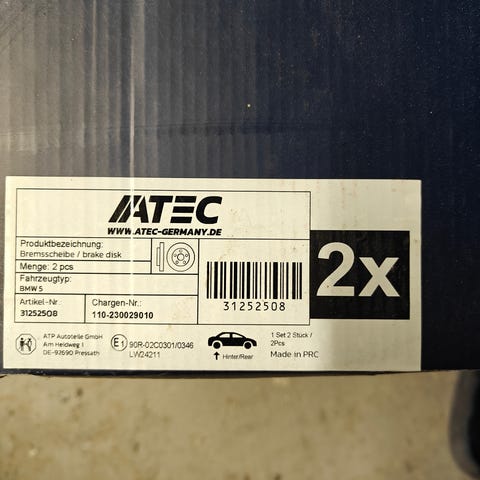 ATEC
WWW.ATEC-GERMANY.DE
Produktbezeichnung:
Bremsscheibe / brake disk
Menge: 2 pcs
Fahrzeugtyp:
BMW 5
Artikel-Nr.
31252508
Chargen-Nr.:
110-230029010
31252508
2x
ATP Autoteile GmbH
Am Heidweg 1
DE-92690 Pressath
E1 90R-02C0301/0346
LW24211
Hinter/Rear
1 Set 2 Stück /
2Pcs
Made in PRC